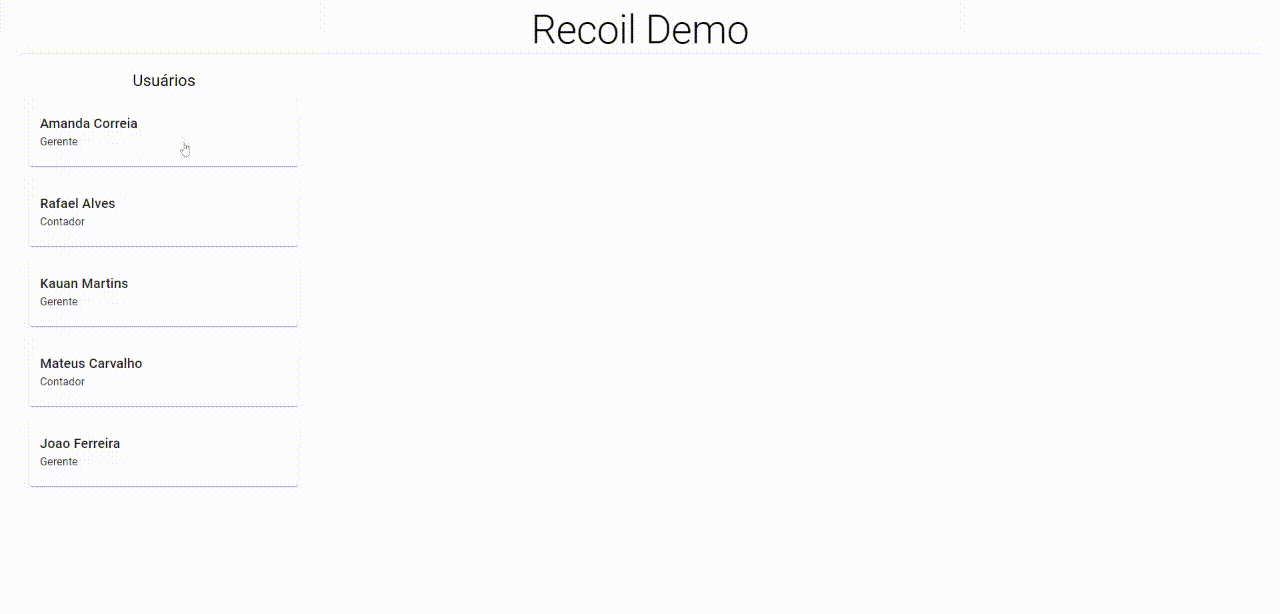 Recoil Demo
Usuários
Amanda Correia
Gerente
Rafael Alves
Contador
Kauan Martins
Gerente
Mateus Carvalho
Contador
Joao Ferreira
Gerente